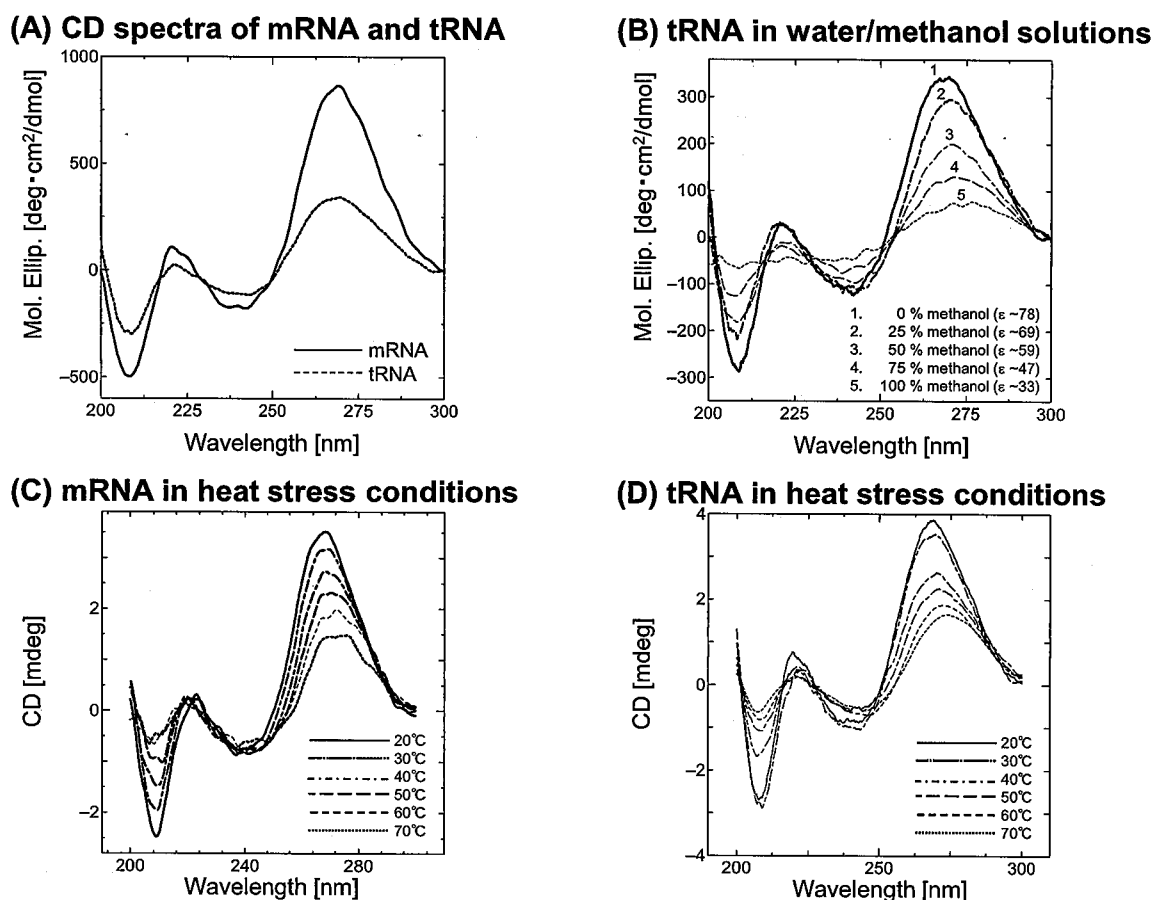 (A) CD spectra of mRNA and tRNA
Mol. Ellip. [deg・cm²/dmol]
1000
500
0
−500
mRNA
tRNA
200 225 250 275 300
Wavelength [nm]
(B) tRNA in water/methanol solutions
Mol. Ellip. [deg・cm²/dmol]
300
200
100
0
−100
−200
−300
1
2
3
4
5
1. 0 % methanol (ε ~78)
2. 25 % methanol (ε ~69)
3. 50 % methanol (ε ~59)
4. 75 % methanol (ε ~47)
5. 100 % methanol (ε ~33)
200 225 250 275 300
Wavelength [nm]
(C) mRNA in heat stress conditions
CD [mdeg]
2
0
−2
20℃
30℃
40℃
50℃
60℃
70℃
200 240 280
Wavelength [nm]
(D) tRNA in heat stress conditions
CD [mdeg]
4
2
0
−2
−4
20℃
30℃
40℃
50℃
60℃
70℃
200 250 300
Wavelength [nm]